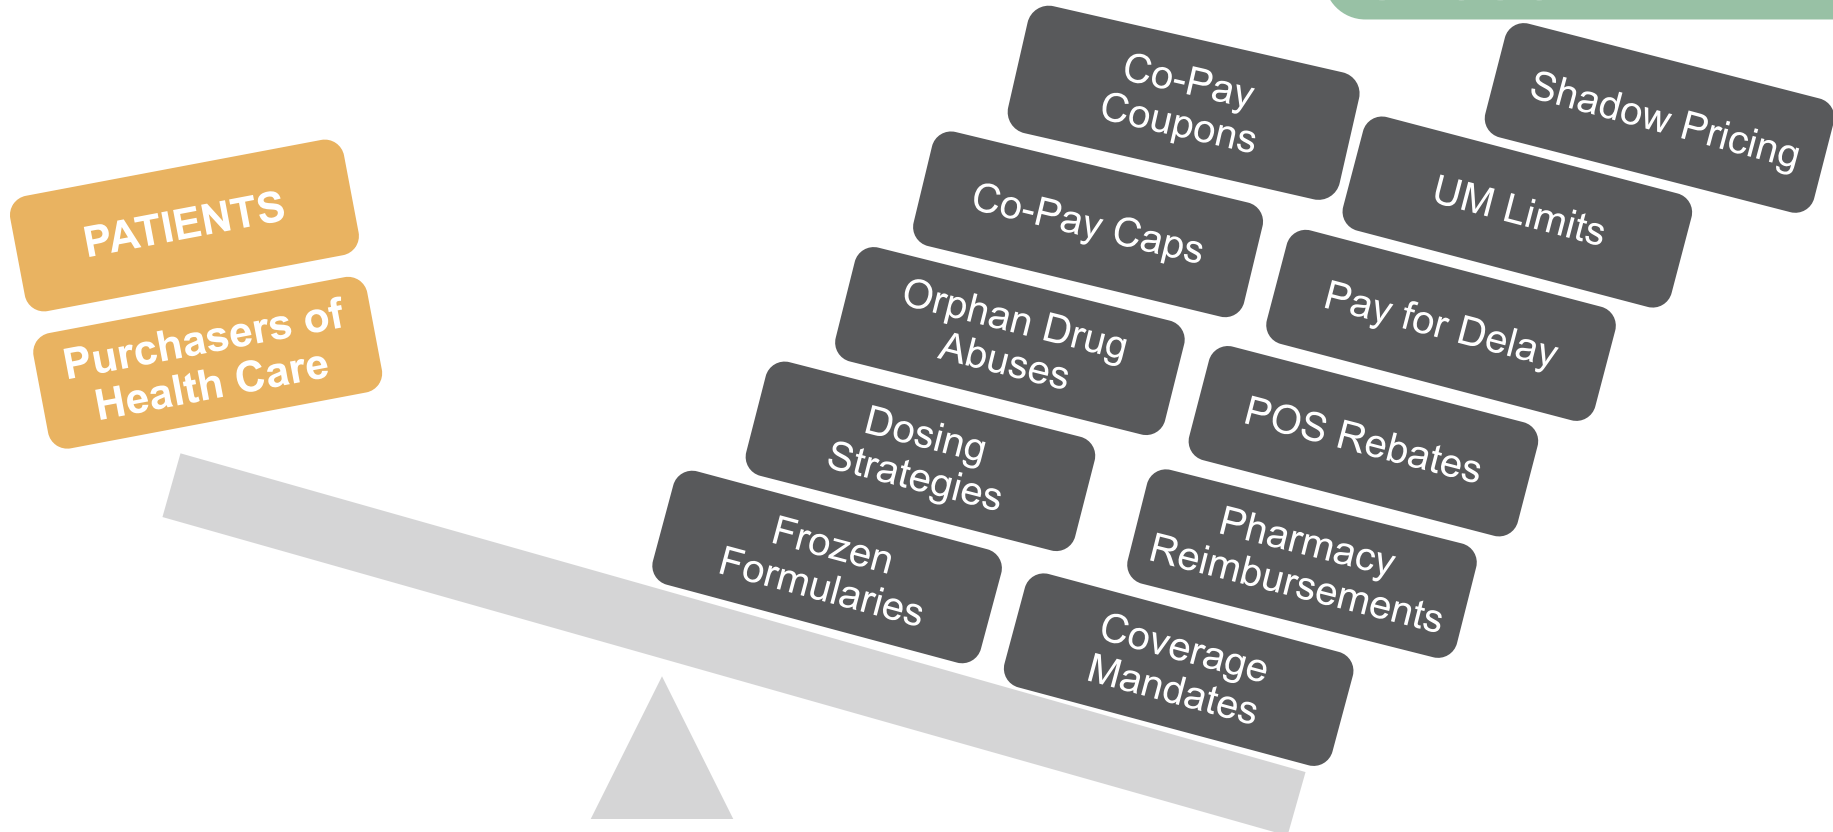 PATIENTS
Purchasers of
Health Care
Co-Pay
Coupons
Co-Pay Caps
Orphan Drug
Abuses
Dosing
Strategies
Frozen
Formularies
Shadow Pricing
UM Limits
Pay for Delay
POS Rebates
Pharmacy
Reimbursements
Coverage
Mandates